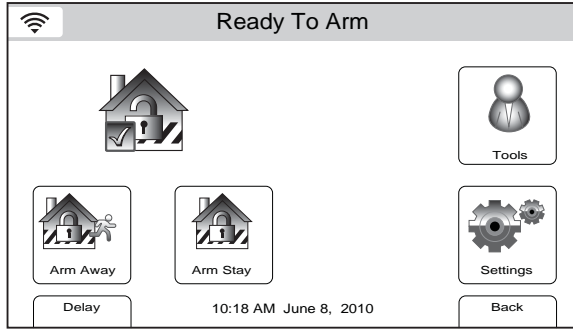 Ready To Arm
Tools
Arm Away
Arm Stay
Settings
Delay
10:18 AM June 8, 2010
Back